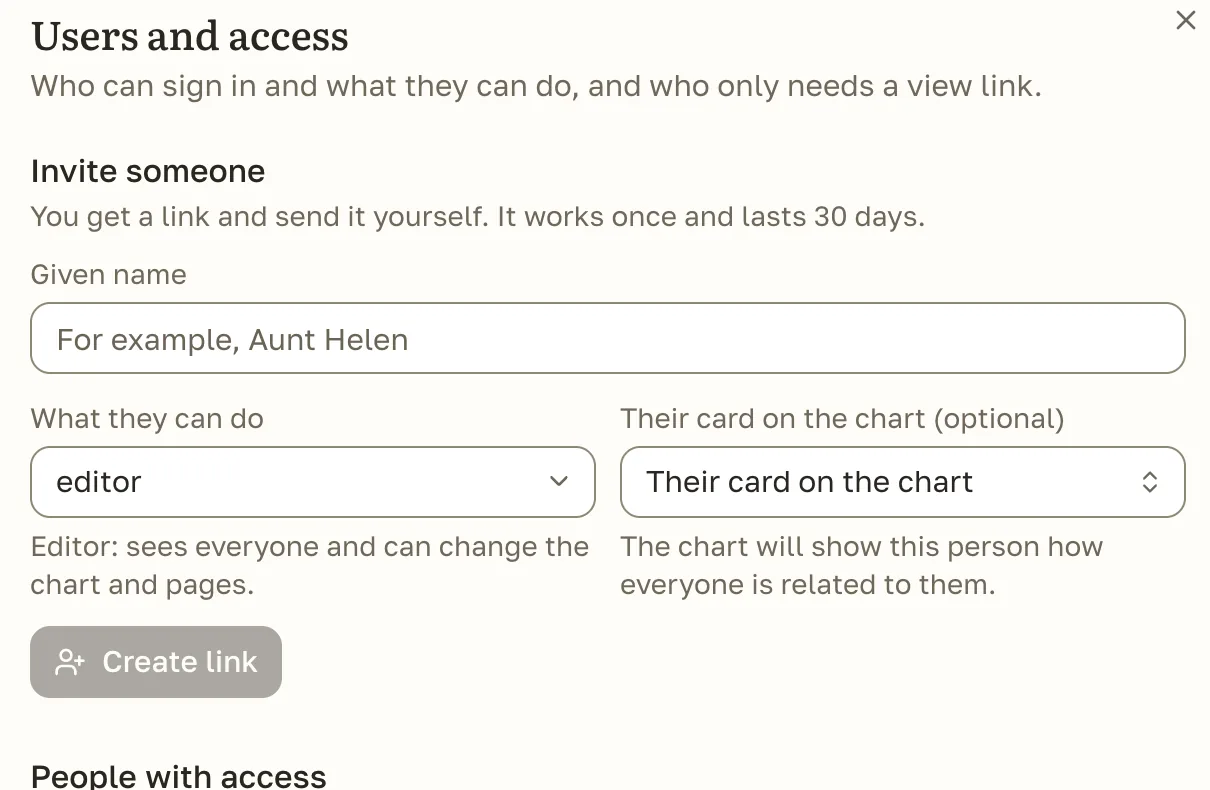 Users and access
Who can sign in and what they can do, and who only needs a view link.
Invite someone
You get a link and send it yourself. It works once and lasts 30 days.
Given name
For example, Aunt Helen
What they can do
Their card on the chart (optional)
editor
Their card on the chart
Editor: sees everyone and can change the
chart and pages.
The chart will show this person how
everyone is related to them.
Create link
People with access